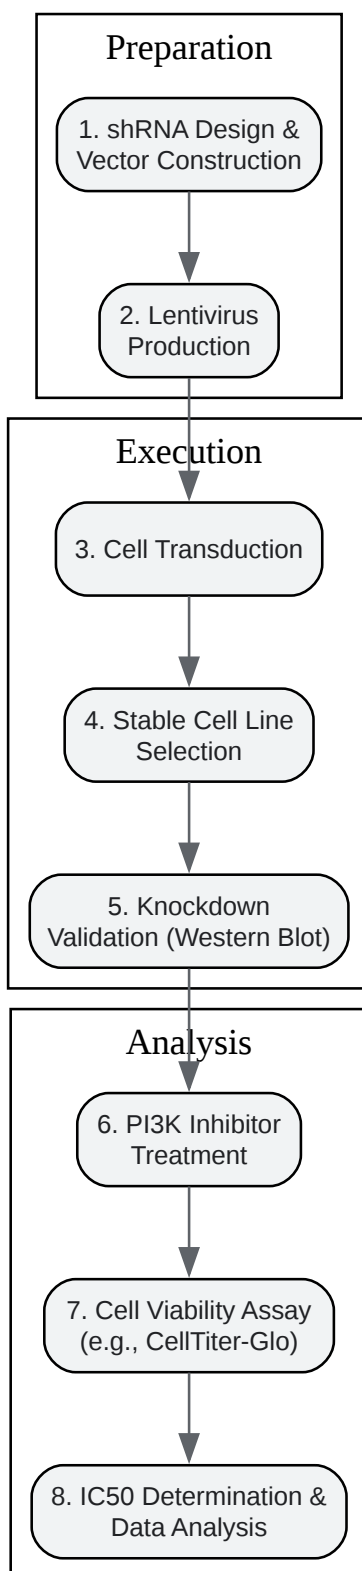 Preparation
1. shRNA Design &
Vector Construction
2. Lentivirus
Production
Execution
3. Cell Transduction
4. Stable Cell Line
Selection
5. Knockdown
Validation (Western Blot)
Analysis
6. PI3K Inhibitor
Treatment
7. Cell Viability Assay
(e.g., CellTiter-Glo)
8. IC50 Determination &
Data Analysis